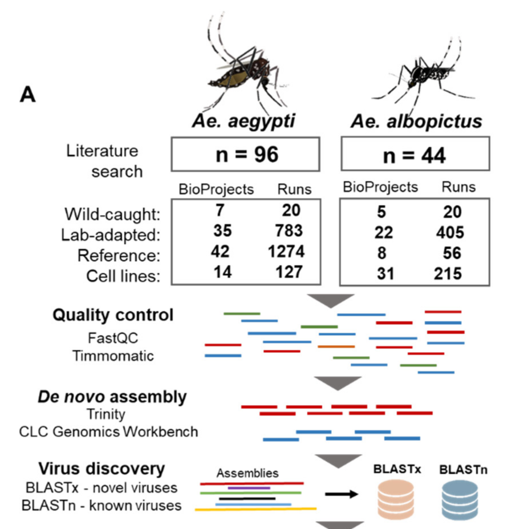 A
Ae. aegypti Ae. albopictus
Literature search n = 96 n = 44
BioProjects Runs BioProjects Runs
Wild-caught: 7 20 5 20
Lab-adapted: 35 783 22 405
Reference: 42 1274 8 56
Cell lines: 14 127 31 215
Quality control
FastQC
Timmomatic
De novo assembly
Trinity
CLC Genomics Workbench
Virus discovery Assemblies BLASTx BLASTn
BLASTx - novel viruses
BLASTn - known viruses